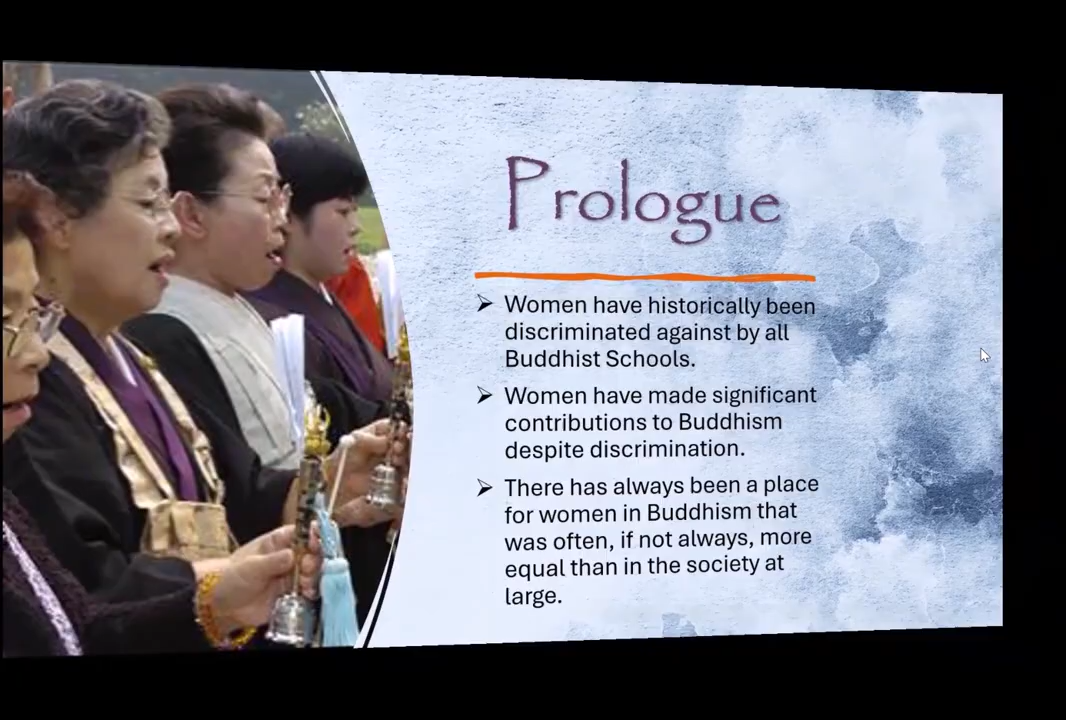 Prologue
➢ Women have historically been
discriminated against by all
Buddhist Schools.
➢ Women have made significant
contributions to Buddhism
despite discrimination.
➢ There has always been a place
for women in Buddhism that
was often, if not always, more
equal than in the society at
large.